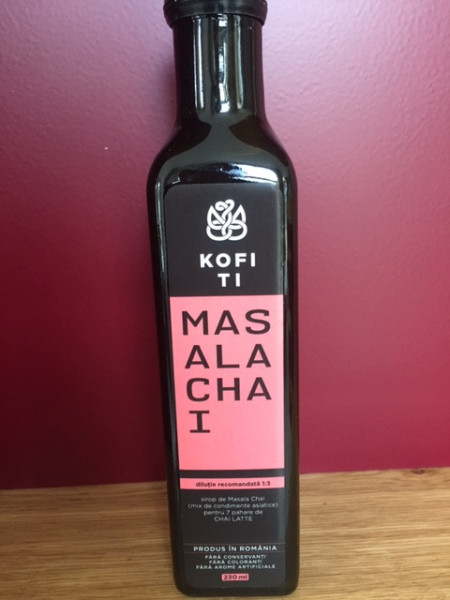 KOFI
TI
MAS
ALA
CHA
I
diluție recomandată 1:3
sirop de Masala Chai
(mix de condimente asiatice)
pentru 7 pahare de
CHAI LATTE
PRODUS ÎN ROMÂNIA
FĂRĂ CONSERVANȚI
FĂRĂ COLORANȚI
FĂRĂ AROME ARTIFICIALE
250 ml